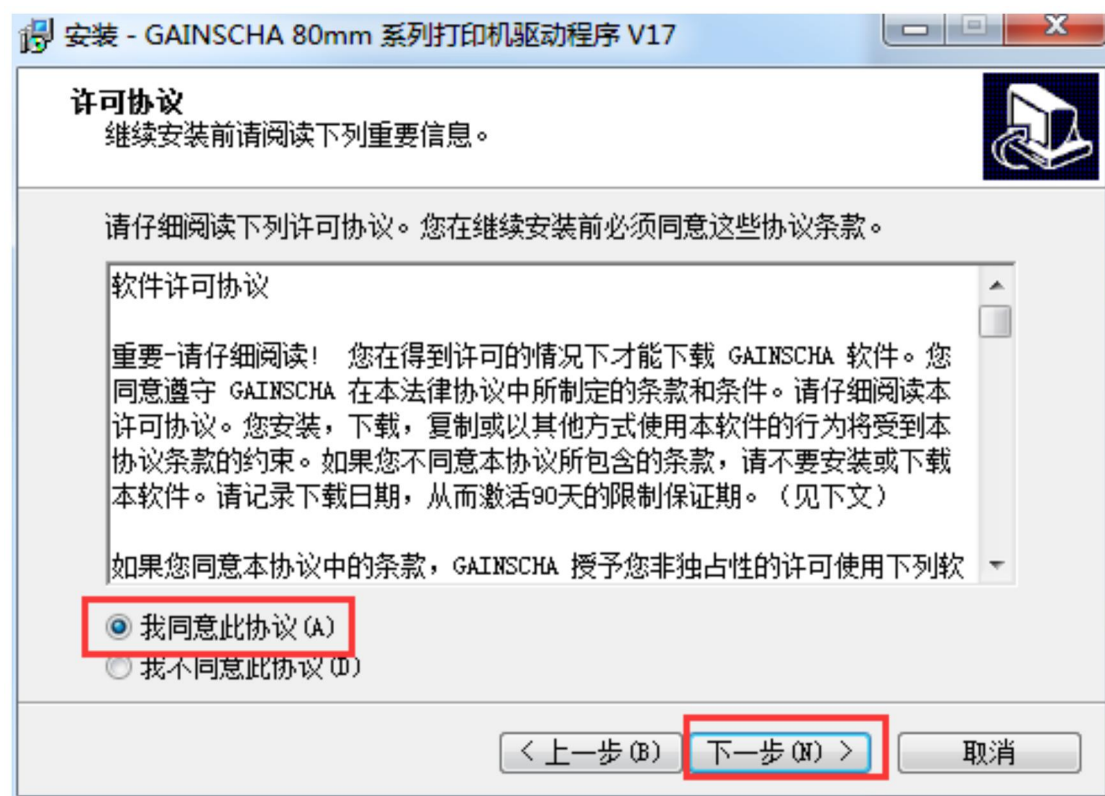 安装 - GAINSCHA 80mm 系列打印机驱动程序 V17
许可协议
继续安装前请阅读下列重要信息。
请仔细阅读下列许可协议。您在继续安装前必须同意这些协议条款。
软件许可协议
重要-请仔细阅读! 您在得到许可的情况下才能下载 GAINSCHA 软件。您
同意遵守 GAINSCHA 在本法律协议中所制定的条款和条件。请仔细阅读本
许可协议。您安装,下载,复制或以其他方式使用本软件的行为将受到本
协议条款的约束。如果您不同意本协议所包含的条款,请不要安装或下载
本软件。请记录下载日期,从而激活90天的限制保证期。(见下文)
如果您同意本协议中的条款,GAINSCHA 授予您非独占性的许可使用下列软
我同意此协议(A)
我不同意此协议(D)
< 上一步(B) 下一步(N) > 取消